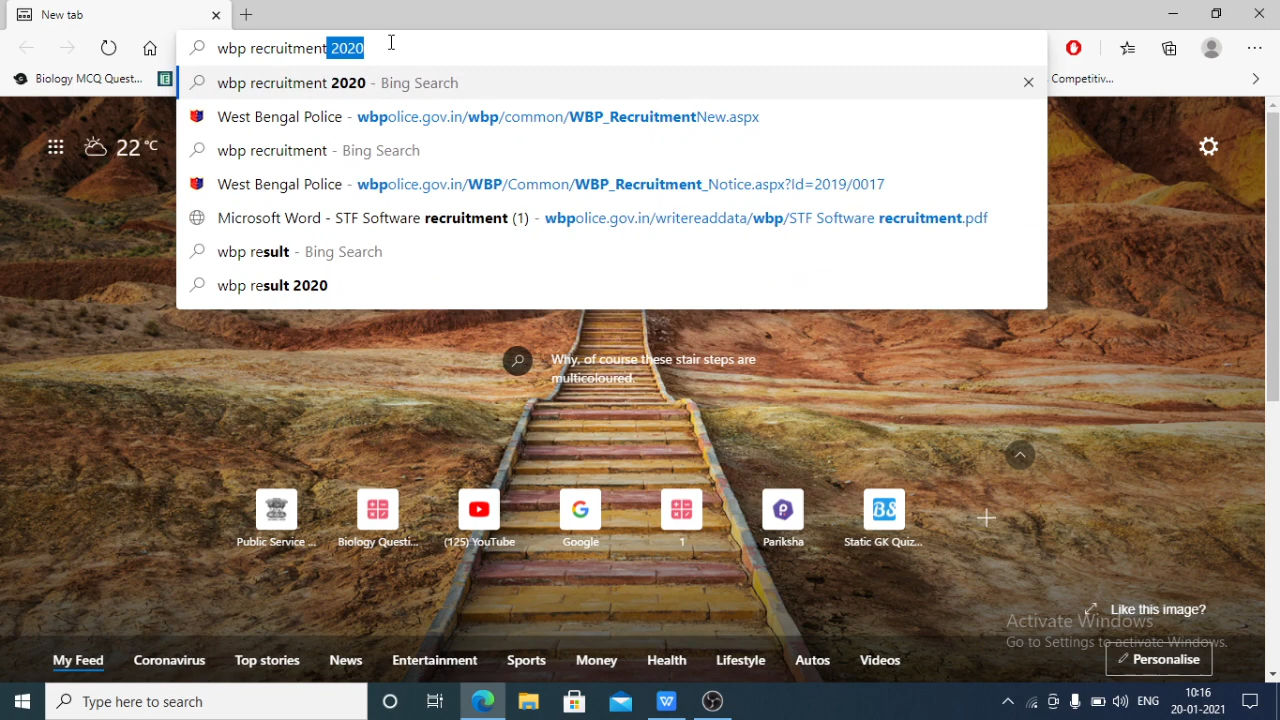 New tab
wbp recruitment 2020
Biology MCQ Quest...
Competitiv...
wbp recruitment 2020 - Bing Search
West Bengal Police - wbpolice.gov.in/wbp/common/WBP_RecruitmentNew.aspx
wbp recruitment - Bing Search
West Bengal Police - wbpolice.gov.in/WBP/Common/WBP_Recruitment_Notice.aspx?Id=2019/0017
Microsoft Word - STF Software recruitment (1) - wbpolice.gov.in/writereaddata/wbp/STF Software recruitment.pdf
wbp result - Bing Search
wbp result 2020
22 °C
Why, of course these stair steps are
multicoloured.
Public Service ...
Biology Questi...
(125) YouTube
Google
1
Pariksha
BS
Static GK Quiz...
Like this image?
Activate Windows
Go to Settings to activate Windows.
My Feed
Coronavirus
Top stories
News
Entertainment
Sports
Money
Health
Lifestyle
Autos
Videos
Personalise
Type here to search
ENG
10:16
20-01-2021